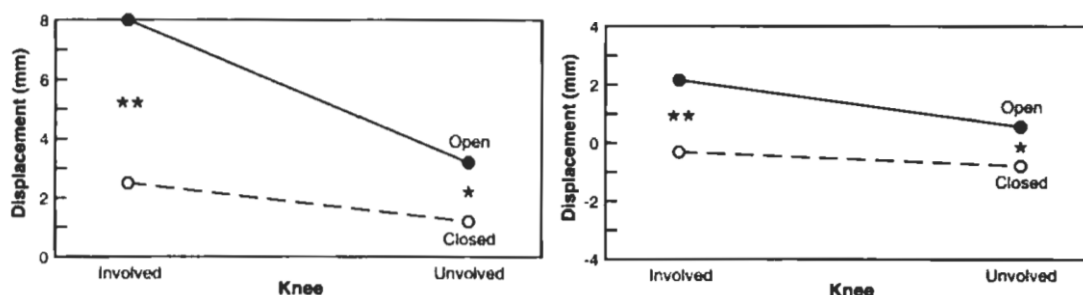 Displacement (mm)
8
6
4
2
0
★★
Open
★
Closed
Involved
Unvolved
Knee
Displacement (mm)
4
2
0
-2
-4
★★
Open
★
Closed
Involved
Unvolved
Knee